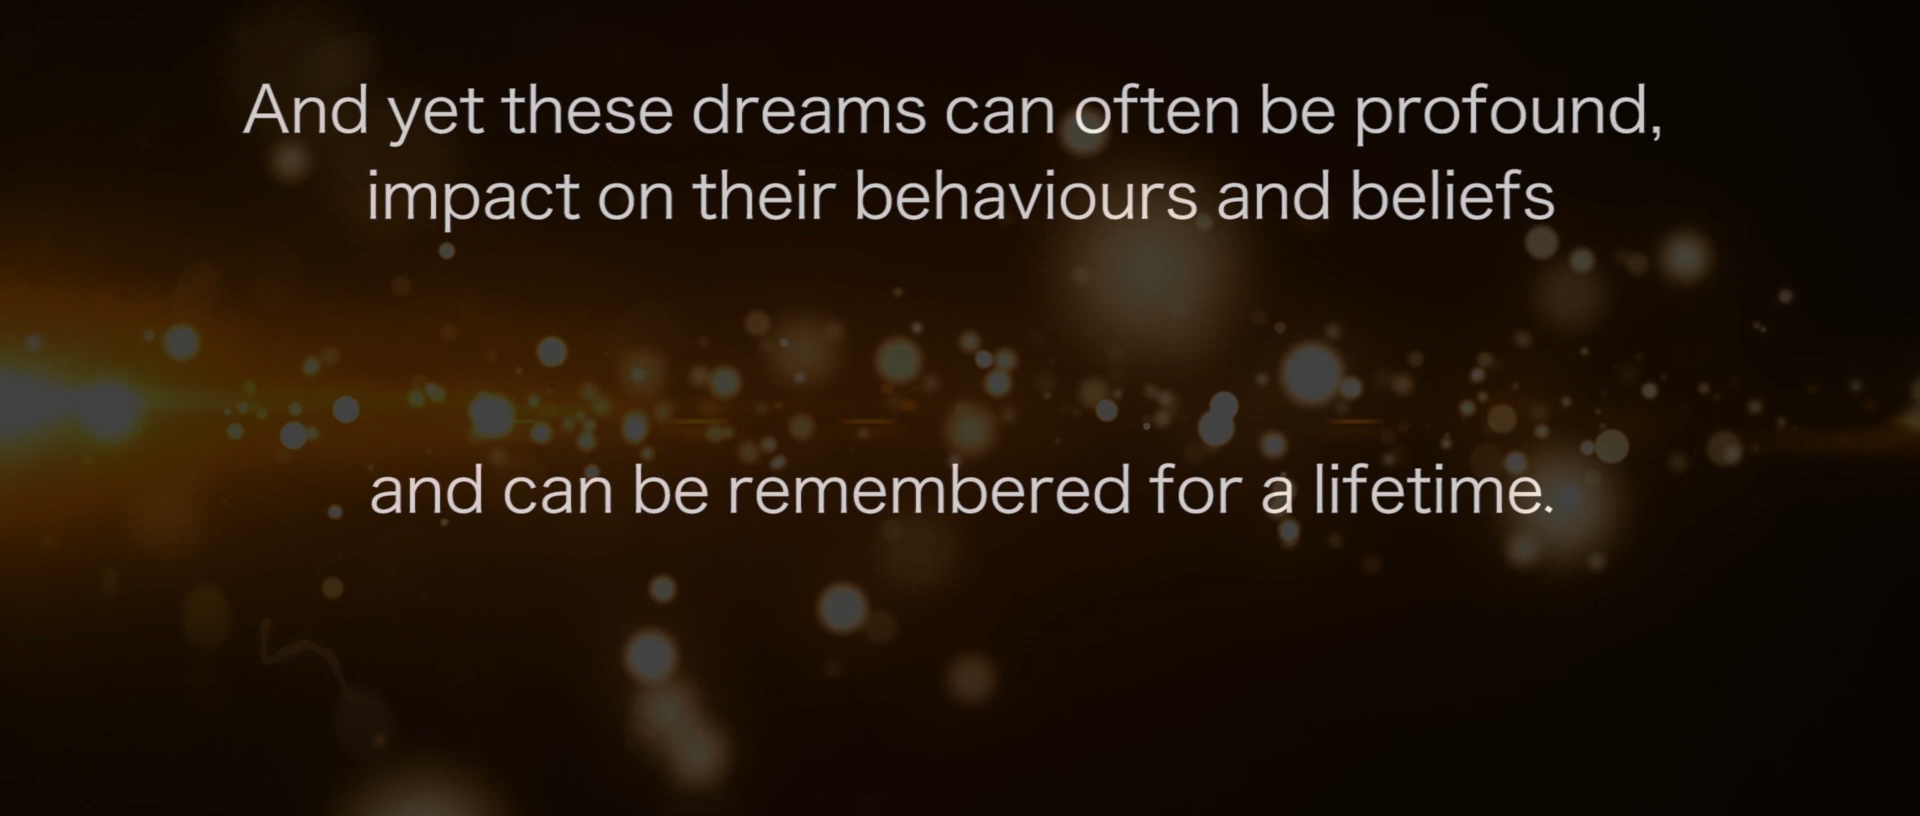 And yet these dreams can often be profound,
impact on their behaviours and beliefs
and can be remembered for a lifetime.